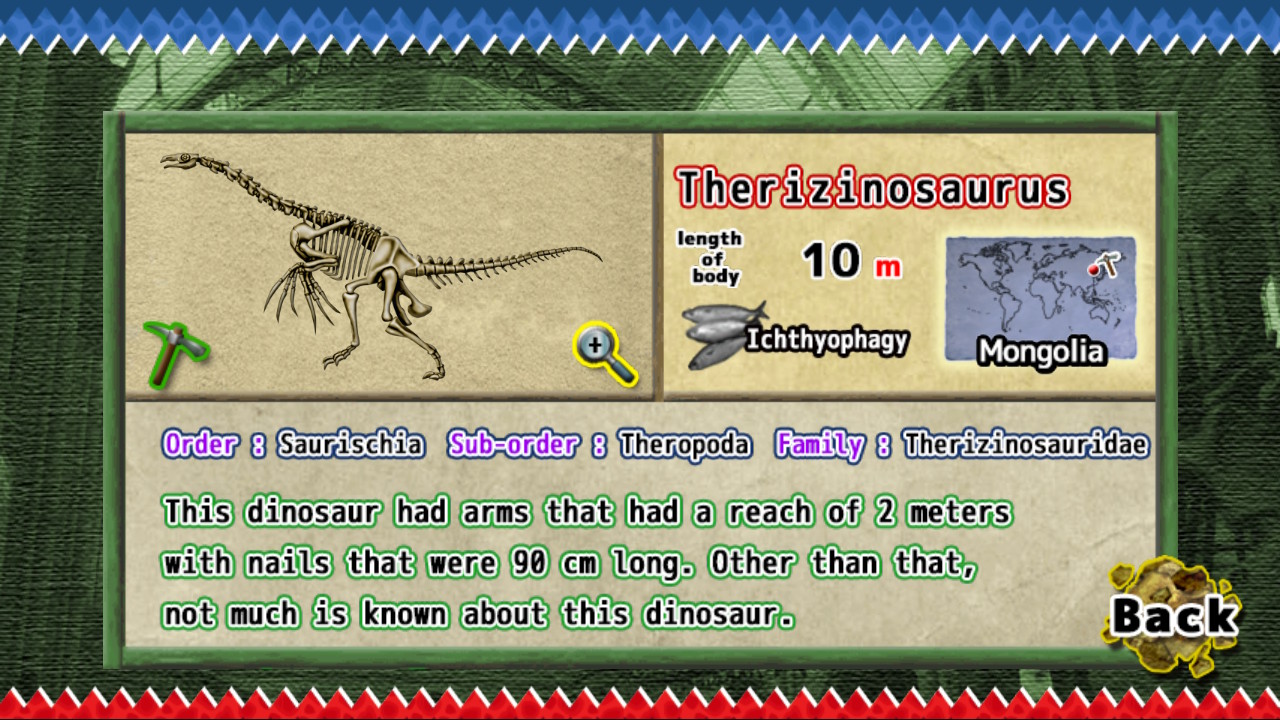 Therizinosaurus
length
of
body
10 m
Ichthyophagy
Mongolia
Order : Saurischia Sub-order : Theropoda Family : Therizinosauridae
This dinosaur had arms that had a reach of 2 meters
with nails that were 90 cm long. Other than that,
not much is known about this dinosaur.
Back